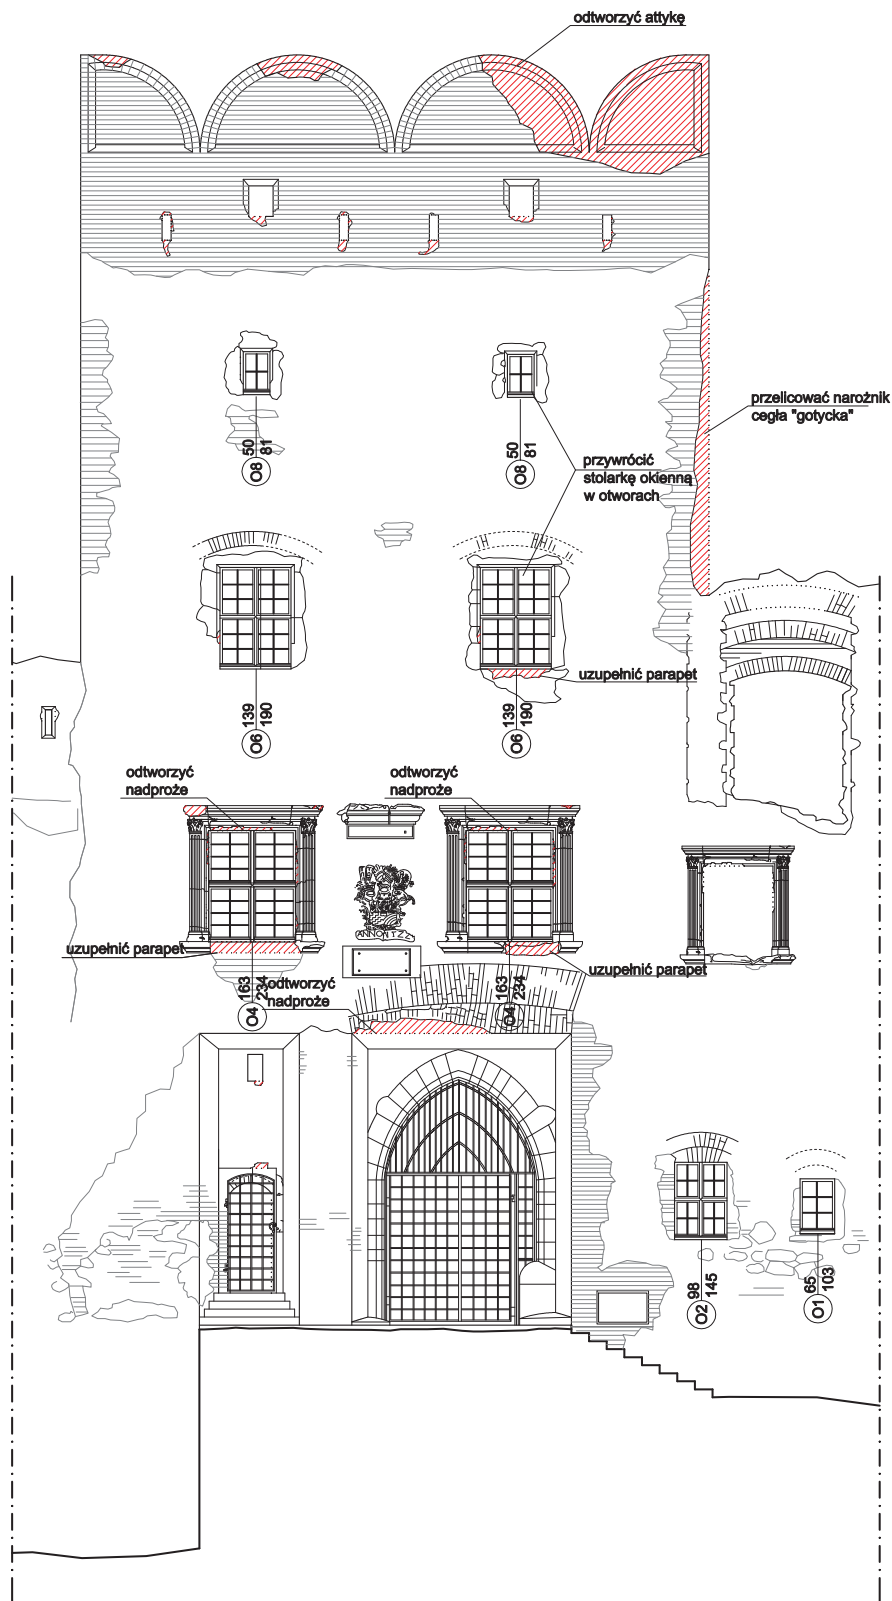 odtworzyć attykę
przelicować narożnik
cegła "gotycka"
50
81
O8
50
81
O8
przywrócić
stolarkę okienną
w otworach
uzupełnić parapet
139
190
O6
139
190
O6
odtworzyć
nadproże
odtworzyć
nadproże
uzupełnić parapet
uzupełnić parapet
163
234
O4
163
234
O4
odtworzyć
nadproże
98
145
O2
65
103
O1